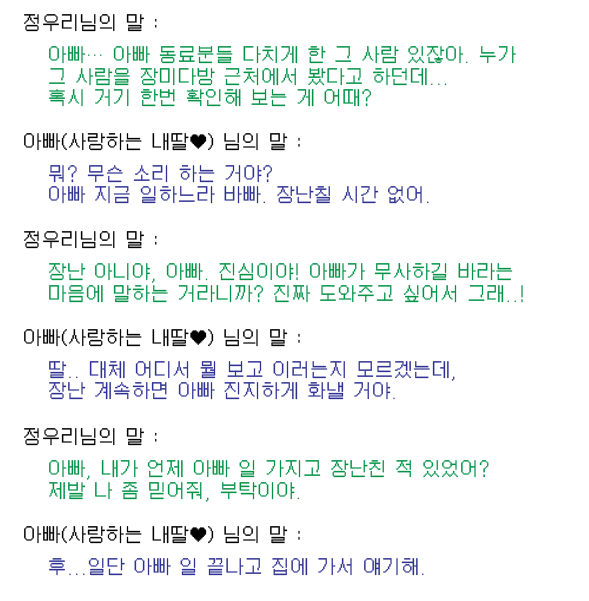 정우리님의 말 :
아빠… 아빠 동료분들 다치게 한 그 사람 있잖아. 누가
그 사람을 장미다방 근처에서 봤다고 하던데...
혹시 거기 한번 확인해 보는 게 어때?
아빠(사랑하는 내딸♥) 님의 말 :
뭐? 무슨 소리 하는 거야?
아빠 지금 일하느라 바빠. 장난칠 시간 없어.
정우리님의 말 :
장난 아니야, 아빠. 진심이야! 아빠가 무사하길 바라는
마음에 말하는 거라니까? 진짜 도와주고 싶어서 그래..!
아빠(사랑하는 내딸♥) 님의 말 :
딸.. 대체 어디서 뭘 보고 이러는지 모르겠는데,
장난 계속하면 아빠 진지하게 화낼 거야.
정우리님의 말 :
아빠, 내가 언제 아빠 일 가지고 장난친 적 있었어?
제발 나 좀 믿어줘, 부탁이야.
아빠(사랑하는 내딸♥) 님의 말 :
후...일단 아빠 일 끝나고 집에 가서 얘기해.